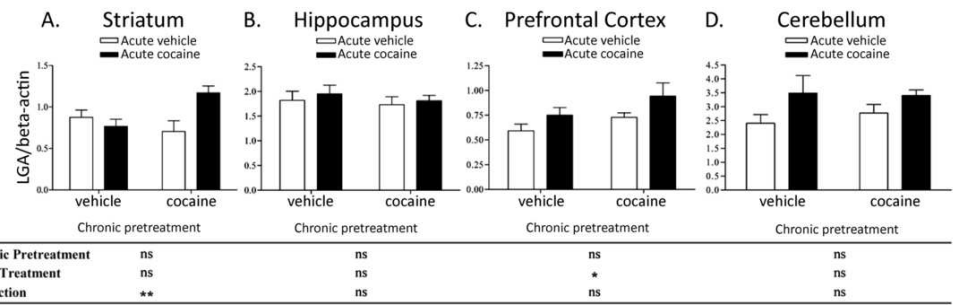 A. Striatum
Acute vehicle
Acute cocaine
LGA/beta-actin
1.5
1.0
0.5
0.0
vehicle cocaine
Chronic pretreatment
B. Hippocampus
Acute vehicle
Acute cocaine
2.5
2.0
1.5
1.0
0.5
0.0
vehicle cocaine
Chronic pretreatment
C. Prefrontal Cortex
Acute vehicle
Acute cocaine
1.25
1.00
0.75
0.50
0.25
0.00
vehicle cocaine
Chronic pretreatment
D. Cerebellum
Acute vehicle
Acute cocaine
4.5
4.0
3.5
3.0
2.5
2.0
1.5
1.0
0.5
0.0
vehicle cocaine
Chronic pretreatment
ic Pretreatment ns ns ns ns
Treatment ns ns * ns
ction ** ns ns ns